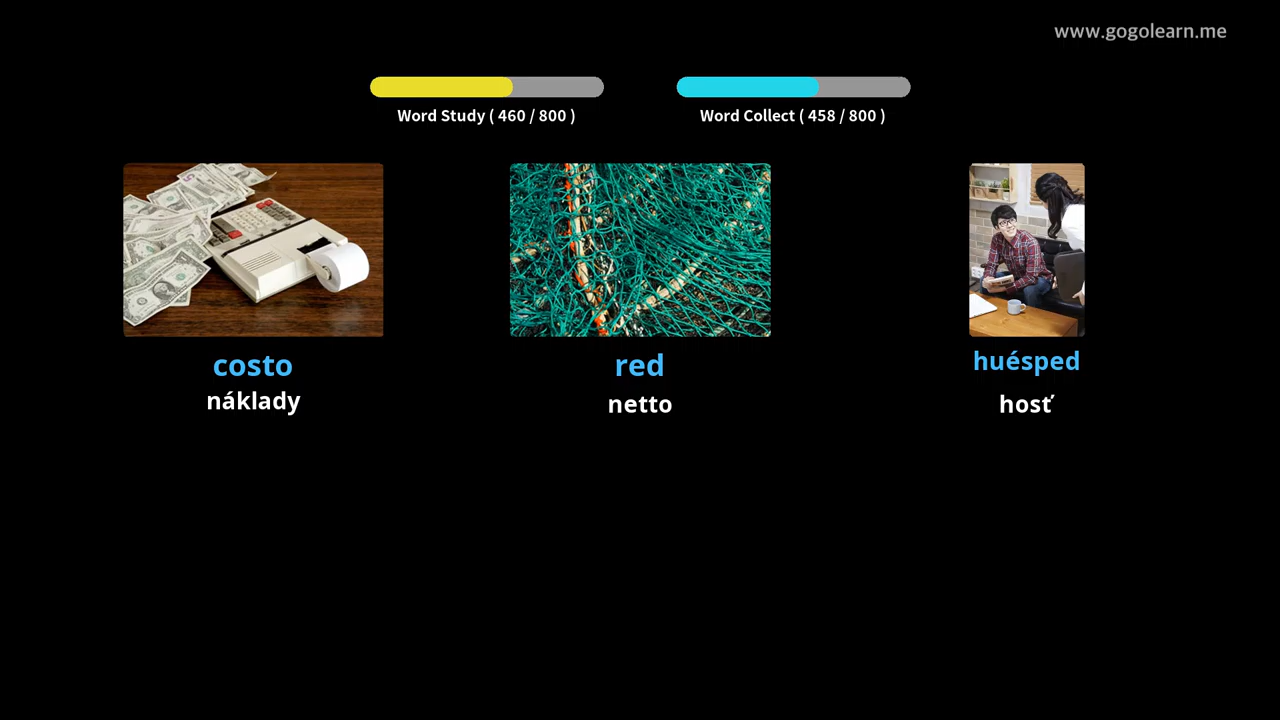 www.gogolearn.me
Word Study ( 460 / 800 )
Word Collect ( 458 / 800 )
costo
náklady
red
netto
huésped
hosť